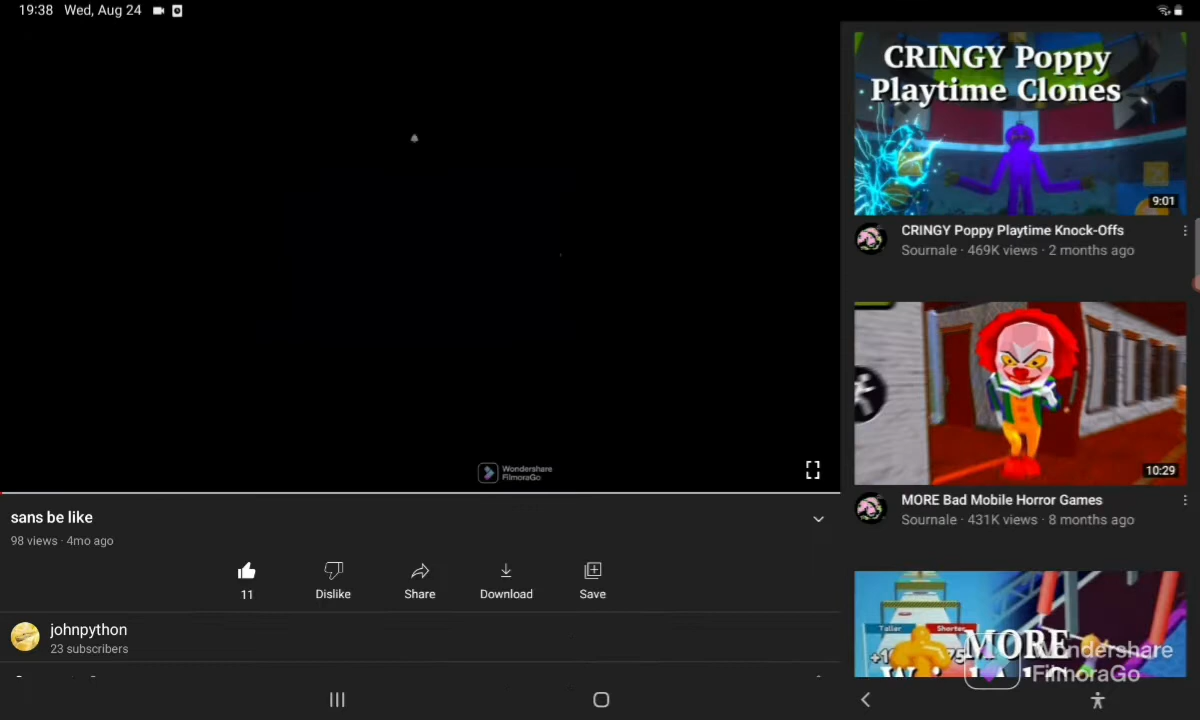 19:38 Wed, Aug 24
Wondershare
FilmoraGo
sans be like
98 views · 4mo ago
11
Dislike
Share
Download
Save
johnpython
23 subscribers
CRINGY Poppy
Playtime Clones
9:01
CRINGY Poppy Playtime Knock-Offs
Sournale · 469K views · 2 months ago
10:29
MORE Bad Mobile Horror Games
Sournale · 431K views · 8 months ago
Taller
Shorter
MORE
Wondershare
FilmoraGo